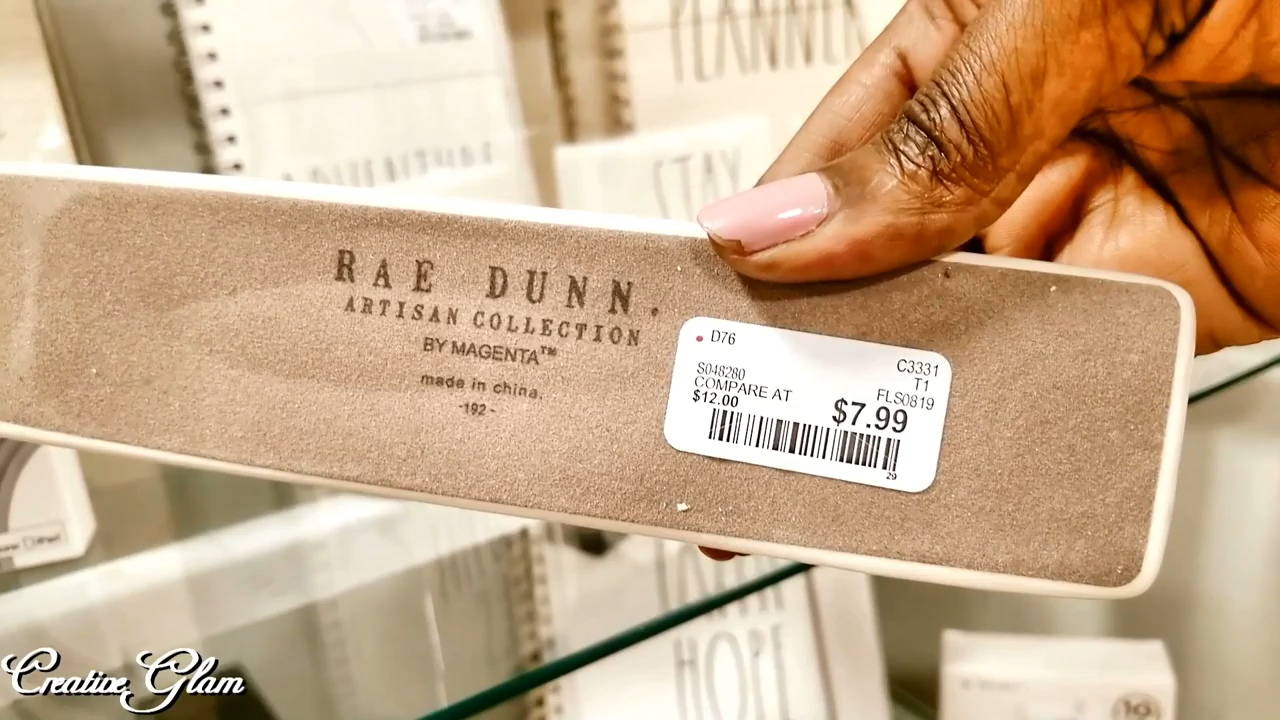 PLANNER
ADVENTURE
STAY
RAE DUNN.
ARTISAN COLLECTION
BY MAGENTA™
made in china.
-192-
D76
C3331
T1
S048280
FLS0819
COMPARE AT
$12.00
$7.99
29
HOPE
Creative Glam